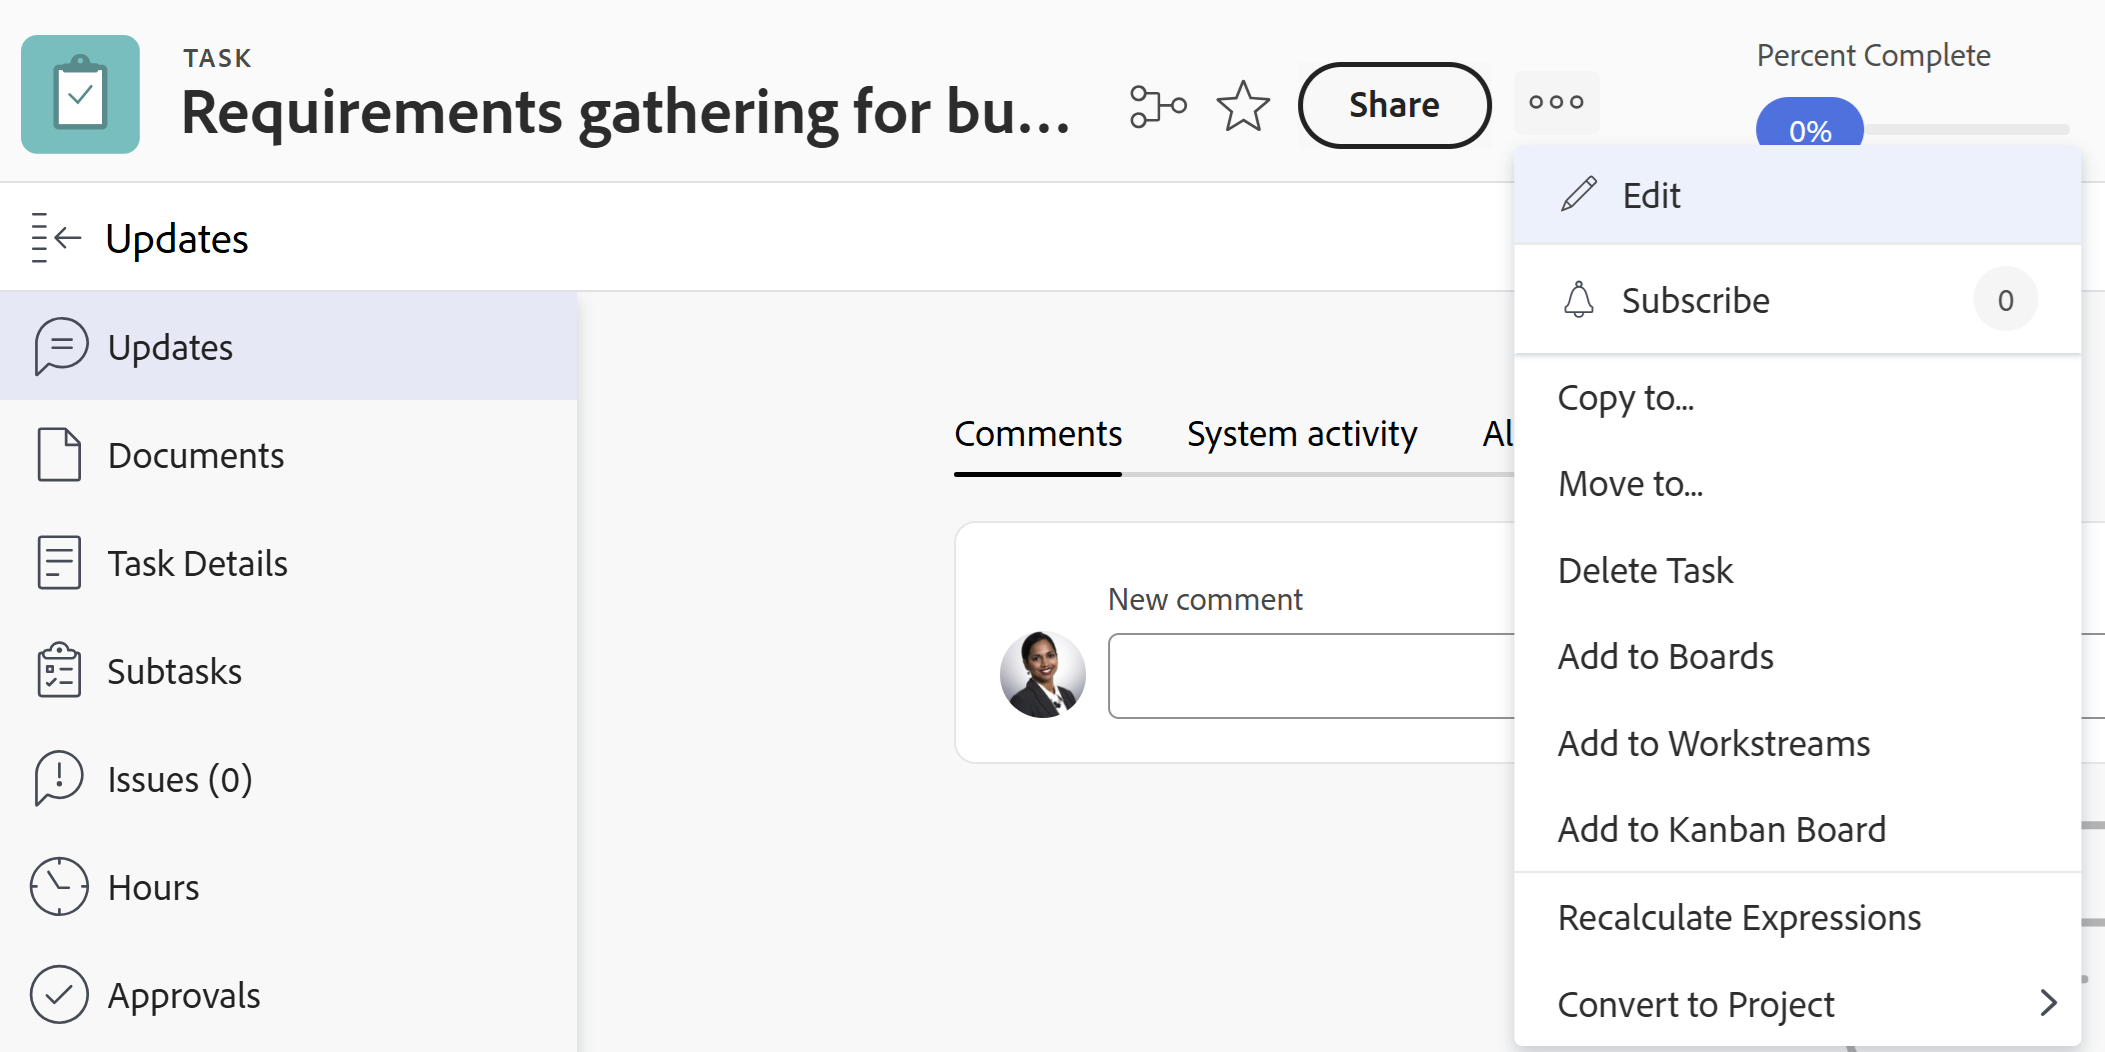 TASK
Requirements gathering for bu...
Share
Percent Complete
0%
Updates
Edit
Subscribe
0
Updates
Documents
Task Details
Subtasks
Issues (0)
Hours
Approvals
Comments
System activity
Al
New comment
Copy to...
Move to...
Delete Task
Add to Boards
Add to Workstreams
Add to Kanban Board
Recalculate Expressions
Convert to Project